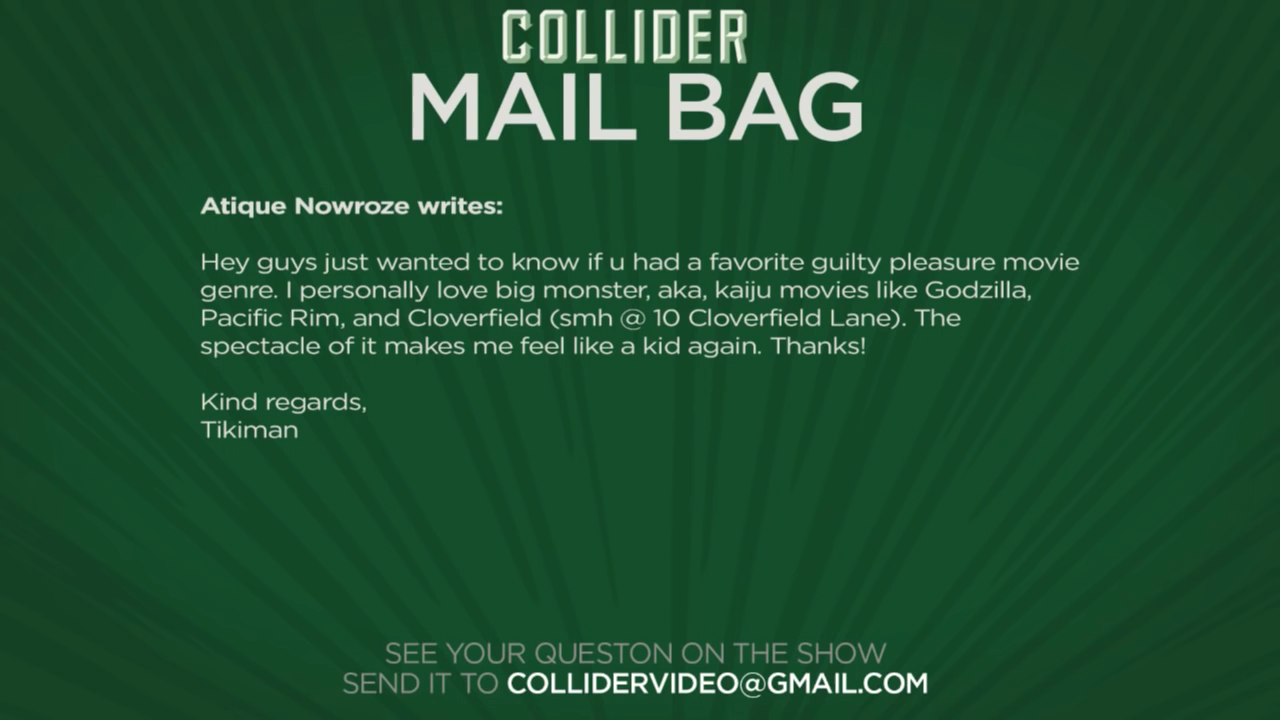 COLLIDER
MAIL BAG
Atique Nowroze writes:
Hey guys just wanted to know if u had a favorite guilty pleasure movie
genre. I personally love big monster, aka, kaiju movies like Godzilla,
Pacific Rim, and Cloverfield (smh @ 10 Cloverfield Lane). The
spectacle of it makes me feel like a kid again. Thanks!
Kind regards,
Tikiman
SEE YOUR QUESTON ON THE SHOW
SEND IT TO COLLIDERVIDEO@GMAIL.COM